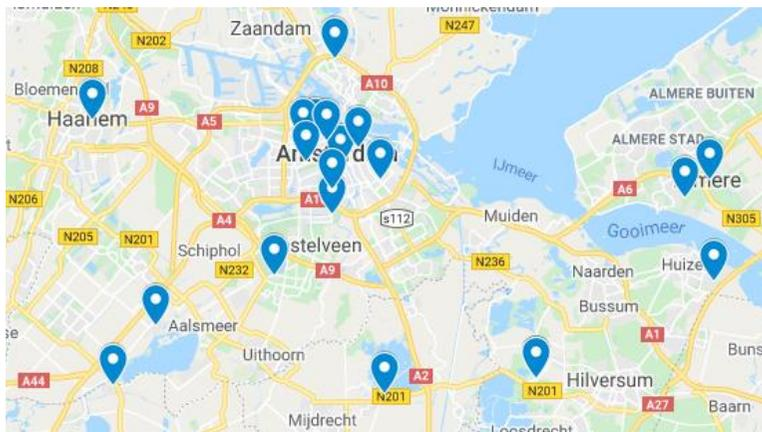 Zaandam
N247
N202
N208
A10
Bloemen
A9
ALMERE BUITEN
Haarlem
A5
ALMERE STAD
IJmeer
N206
A6
A4
s112
Muiden
N305
N205
N201
Gooimeer
Schiphol
stelveen
N232
A9
N236
Huize
Naarden
Bussum
Aalsmeer
A1
Uithoorn
Buns
A44
A2
N201
N201
Hilversum
A27
Baarn
Mijdrecht
Loosdrecht